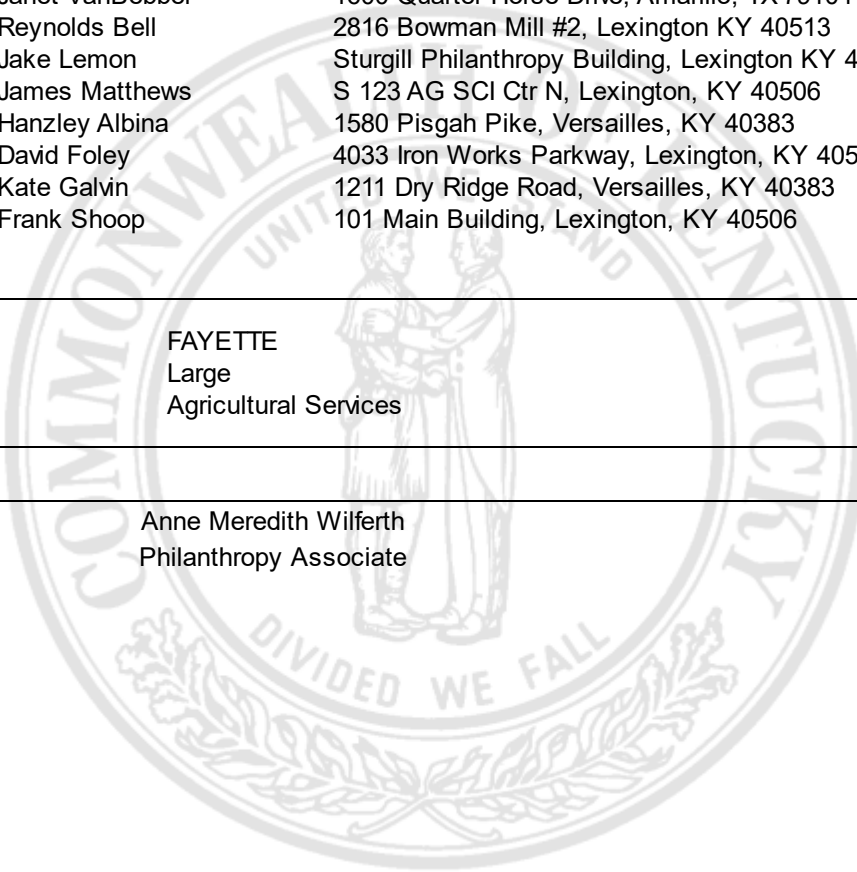 Reynolds Bell 2816 Bowman Mill #2, Lexington KY 40513
Jake Lemon Sturgill Philanthropy Building, Lexington KY 4
James Matthews S 123 AG SCI Ctr N, Lexington, KY 40506
Hanzley Albina 1580 Pisgah Pike, Versailles, KY 40383
David Foley 4033 Iron Works Parkway, Lexington, KY 405
Kate Galvin 1211 Dry Ridge Road, Versailles, KY 40383
Frank Shoop 101 Main Building, Lexington, KY 40506
FAYETTE
Large
Agricultural Services
Anne Meredith Wilferth
Philanthropy Associate
COMMONWEALTH OF KENTUCKY
UNITED WE STAND
DIVIDED WE FALL